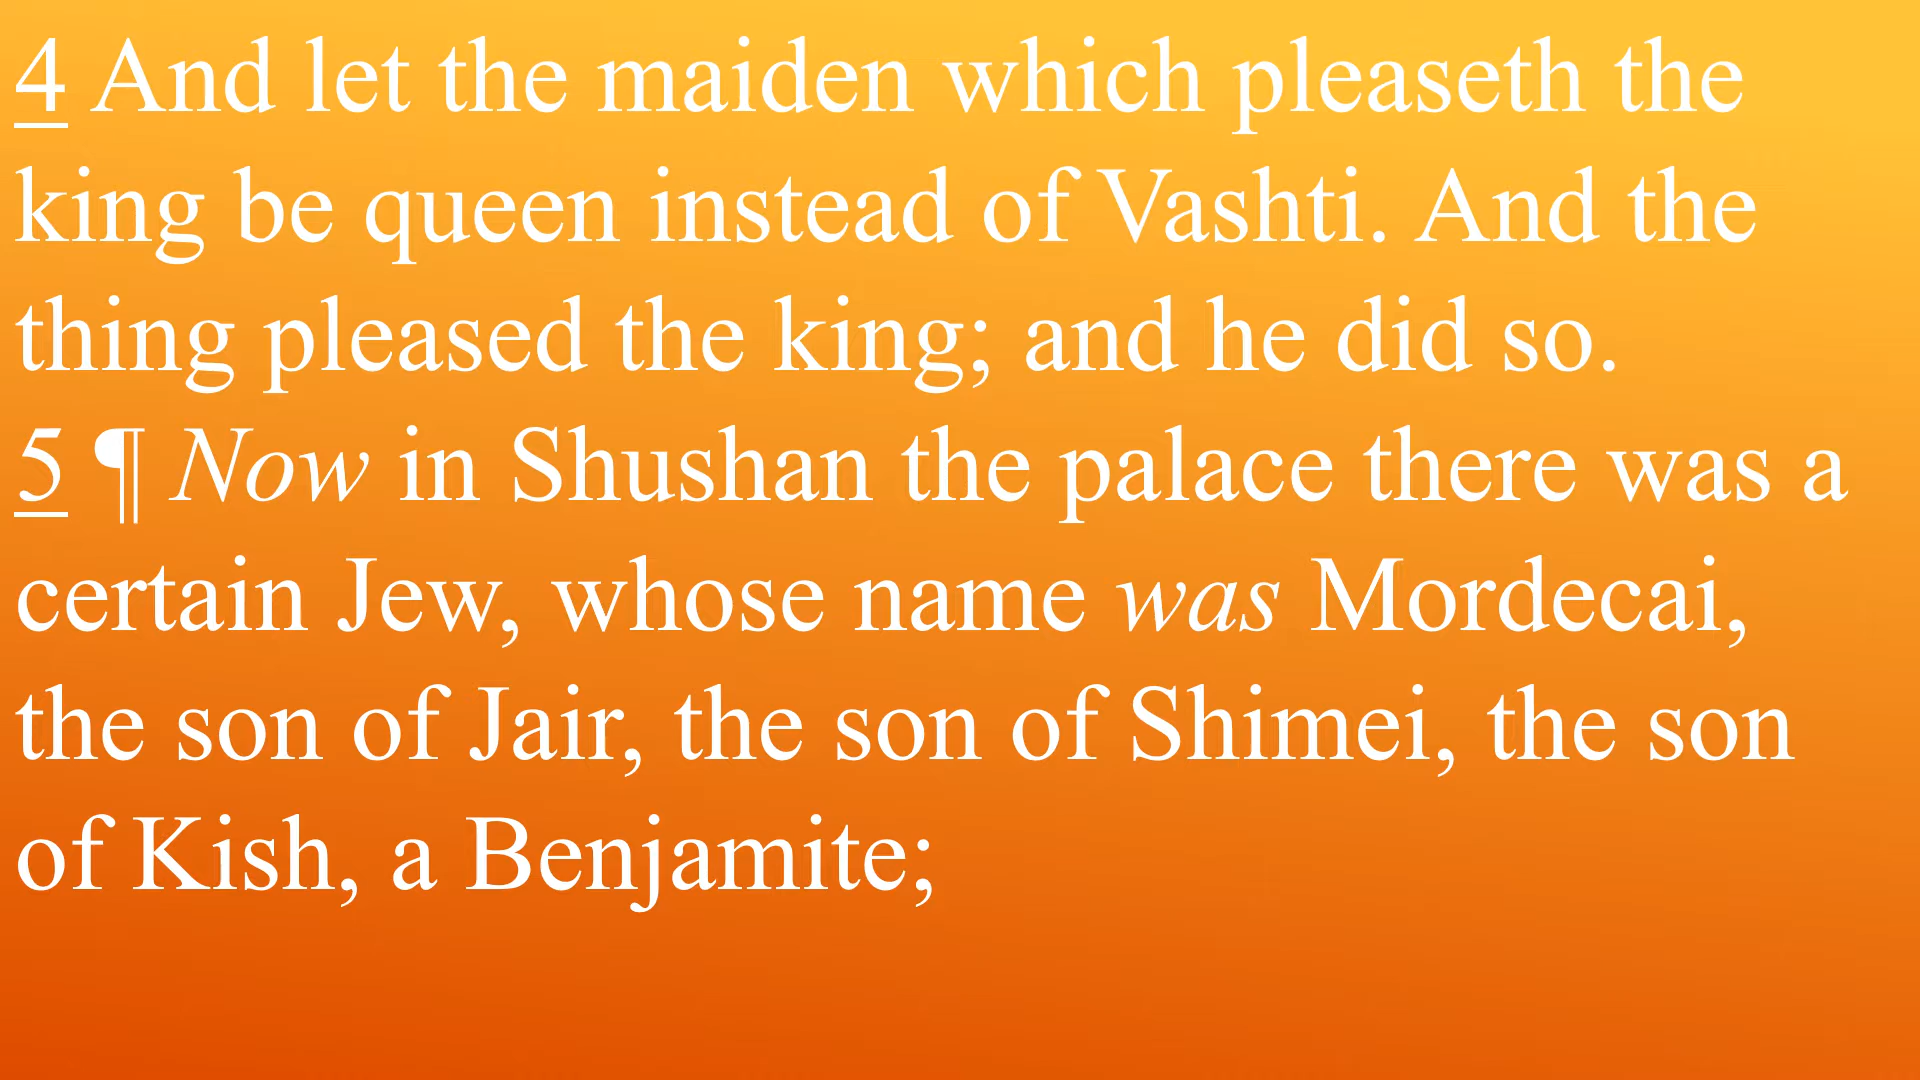 4 And let the maiden which pleaseth the
king be queen instead of Vashti. And the
thing pleased the king; and he did so.
5 ¶ Now in Shushan the palace there was a
certain Jew, whose name was Mordecai,
the son of Jair, the son of Shimei, the son
of Kish, a Benjamite;